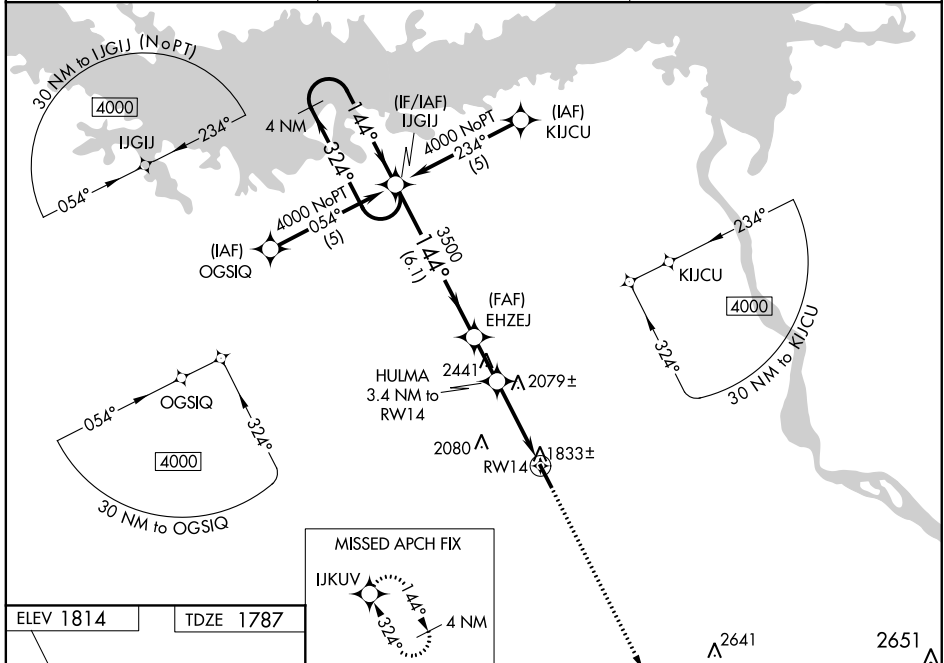 30 NM to IJGIJ (NoPT)
4000
IJGIJ
234°
054°
4 NM
144°
324°
(IF/IAF)
IJGIJ
4000 NoPT
234°
(5)
(IAF)
KIJCU
4000 NoPT
054°
(5)
(IAF)
OGSIQ
3500
144°
(6.1)
234°
KIJCU
4000
324°
30 NM to KIJCU
(FAF)
EHZEJ
2441
HULMA
3.4 NM to
RW14
2079±
2080
RW14
1833±
054°
OGSIQ
324°
4000
30 NM to OGSIQ
MISSED APCH FIX
IJKUV
144°
324°
4 NM
ELEV 1814
TDZE 1787
2641
2651